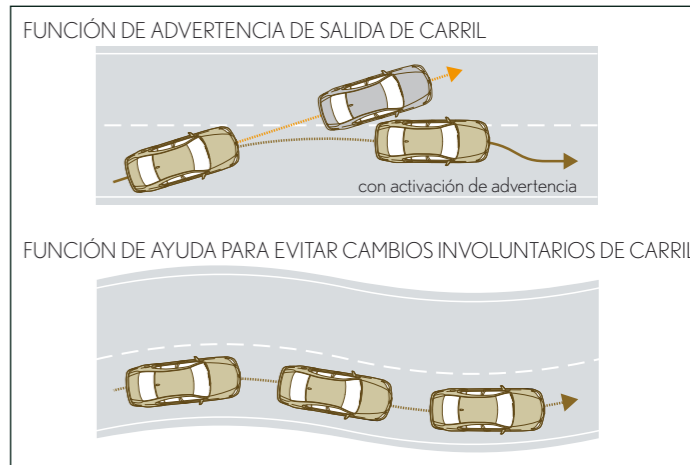 FUNCIÓN DE ADVERTENCIA DE SALIDA DE CARRIL
con activación de advertencia
FUNCIÓN DE AYUDA PARA EVITAR CAMBIOS INVOLUNTARIOS DE CARRIL